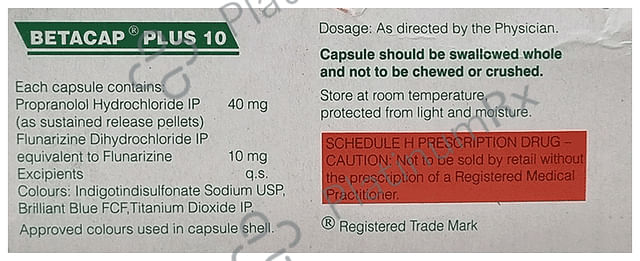 BETACAP ® PLUS 10
Each capsule contains:
Propranolol Hydrochloride IP 40 mg
(as sustained release pellets)
Flunarizine Dihydrochloride IP
equivalent to Flunarizine 10 mg
Excipients q.s.
Colours: Indigotindisulfonate Sodium USP,
Brilliant Blue FCF,Titanium Dioxide IP.
Approved colours used in capsule shell.
Dosage: As directed by the Physician.
Capsule should be swallowed whole
and not to be chewed or crushed.
Store at room temperature,
protected from light and moisture.
SCHEDULE H PRESCRIPTION DRUG –
CAUTION: Not to be sold by retail without
the prescription of a Registered Medical
Practitioner.
® Registered Trade Mark
PlatinumRx